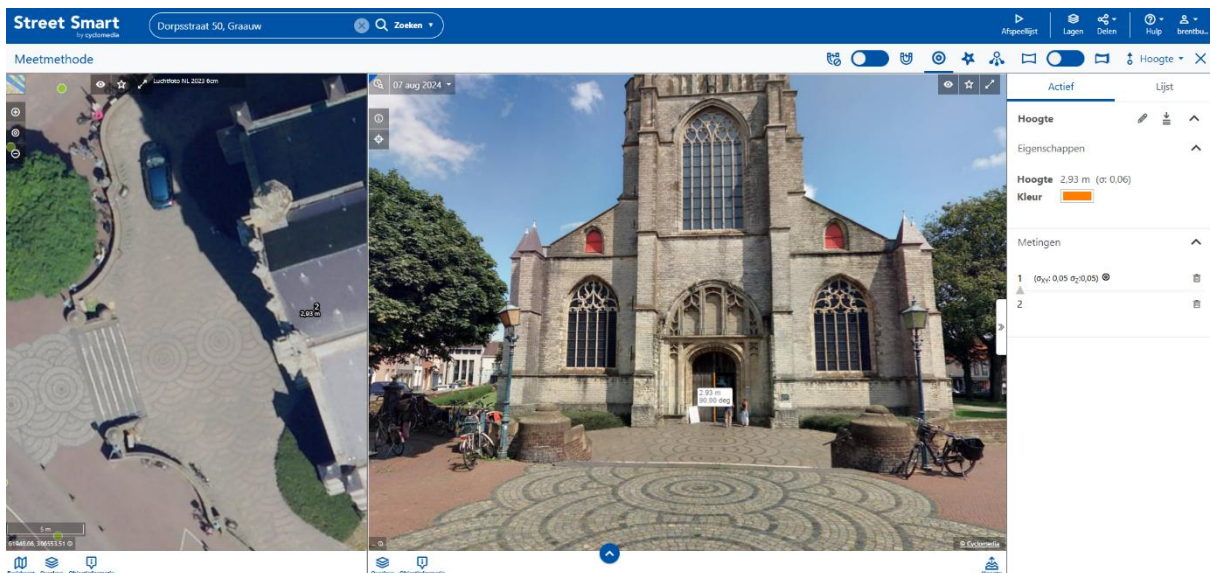 Street Smart
by cyclomedia
Dorpsstraat 50, Graauw
Zoeken
Afspeellijst
Lagen
Delen
Hulp
brentbu...
Meetmethode
Hoogte
Luchtfoto NL 2023 8cm
07 aug 2024
Actief
Lijst
Hoogte
Eigenschappen
Hoogte 2,93 m (σ: 0,06)
Kleur
Metingen
1 (σXY: 0,05 σZ:0,05)
2
2
2,93 m
2,93 m
90,00 deg
5 m
© Cyclomedia